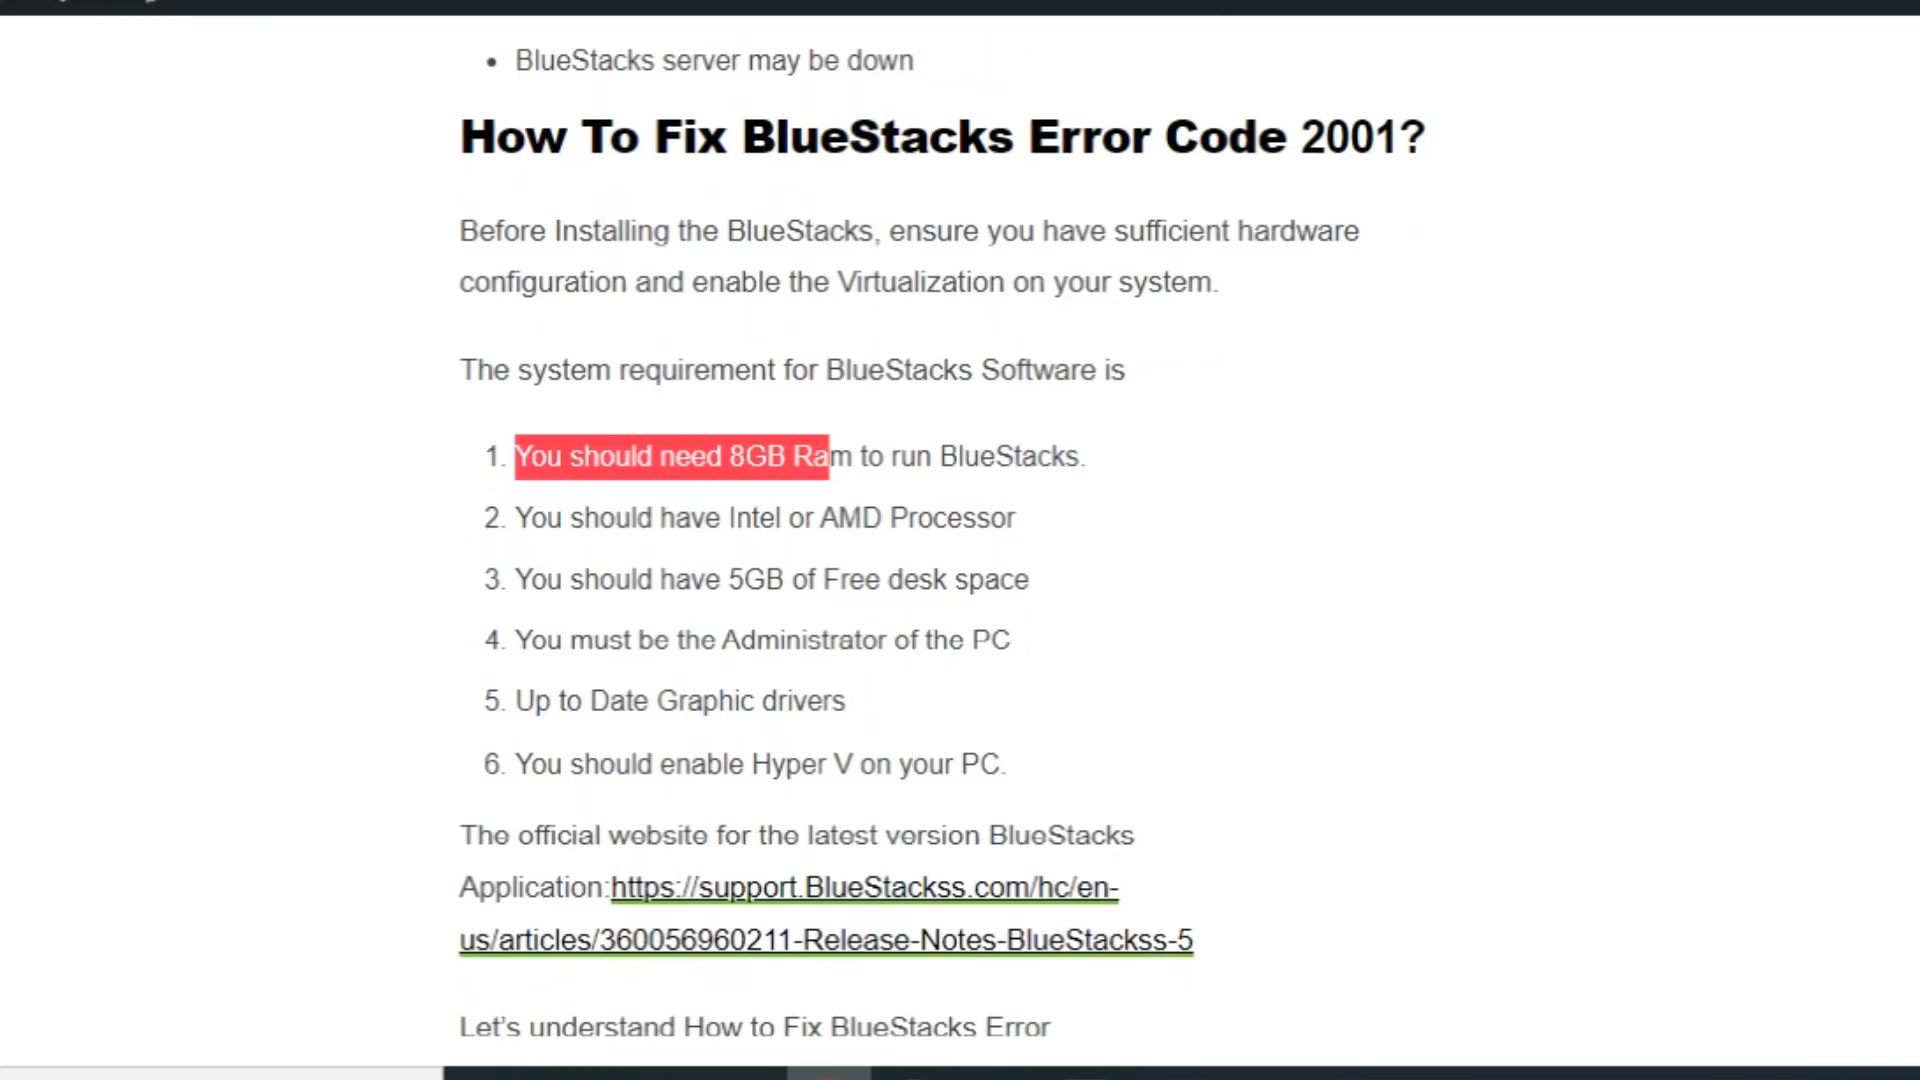 • BlueStacks server may be down
How To Fix BlueStacks Error Code 2001?
Before Installing the BlueStacks, ensure you have sufficient hardware
configuration and enable the Virtualization on your system.
The system requirement for BlueStacks Software is
1. You should need 8GB Ram to run BlueStacks.
2. You should have Intel or AMD Processor
3. You should have 5GB of Free desk space
4. You must be the Administrator of the PC
5. Up to Date Graphic drivers
6. You should enable Hyper V on your PC.
The official website for the latest version BlueStacks
Application:https://support.BlueStackss.com/hc/en-
us/articles/360056960211-Release-Notes-BlueStackss-5
Let's understand How to Fix BlueStacks Error